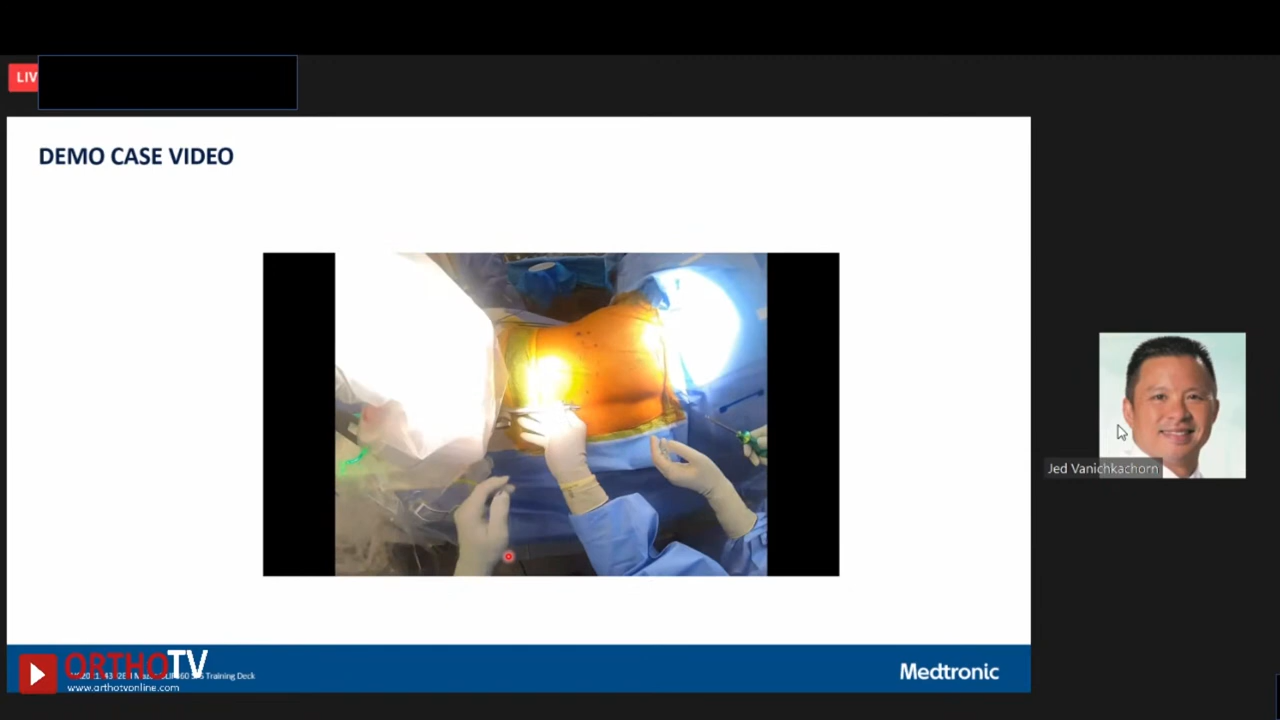 LIV
DEMO CASE VIDEO
Jed Vanichkachorn
ORTHOTV
Training Deck
www.orthotvonline.com
Medtronic